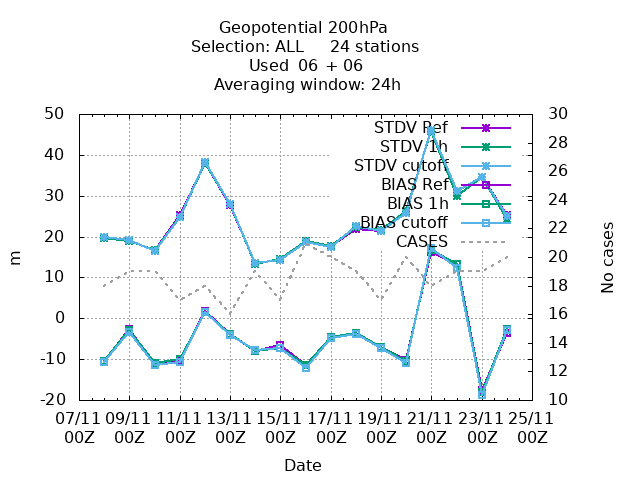 Geopotential 200hPa
Selection: ALL     24 stations
Used  06 + 06
Averaging window: 24h
50
40
30
20
10
0
-10
-20
m
30
28
26
24
22
20
18
16
14
12
10
No cases
STDV Ref
STDV 1h
STDV cutoff
BIAS Ref
BIAS 1h
BIAS cutoff
CASES
07/11 09/11 11/11 13/11 15/11 17/11 19/11 21/11 23/11 25/11
00Z 00Z 00Z 00Z 00Z 00Z 00Z 00Z 00Z 00Z
Date